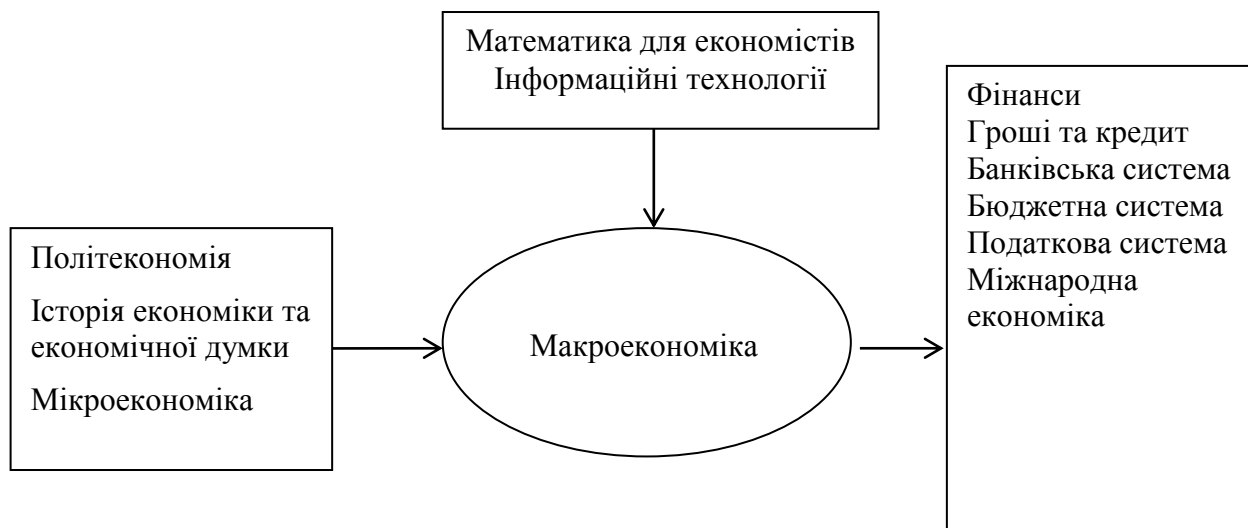 Математика для економістів
Інформаційні технології
Політекономія
Історія економіки та
економічної думки
Мікроекономіка
Макроекономіка
Фінанси
Гроші та кредит
Банківська система
Бюджетна система
Податкова система
Міжнародна
економіка